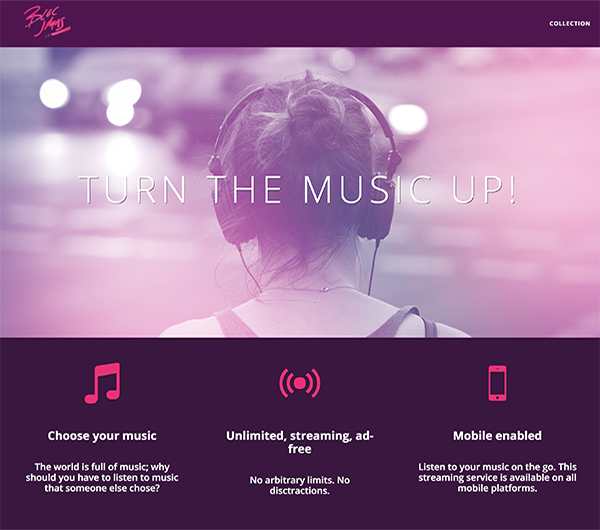 BLOC
JAMS
COLLECTION
TURN THE MUSIC UP!
Choose your music
The world is full of music; why
should you have to listen to music
that someone else chose?
Unlimited, streaming, ad-
free
No arbitrary limits. No
disctractions.
Mobile enabled
Listen to your music on the go. This
streaming service is available on all
mobile platforms.